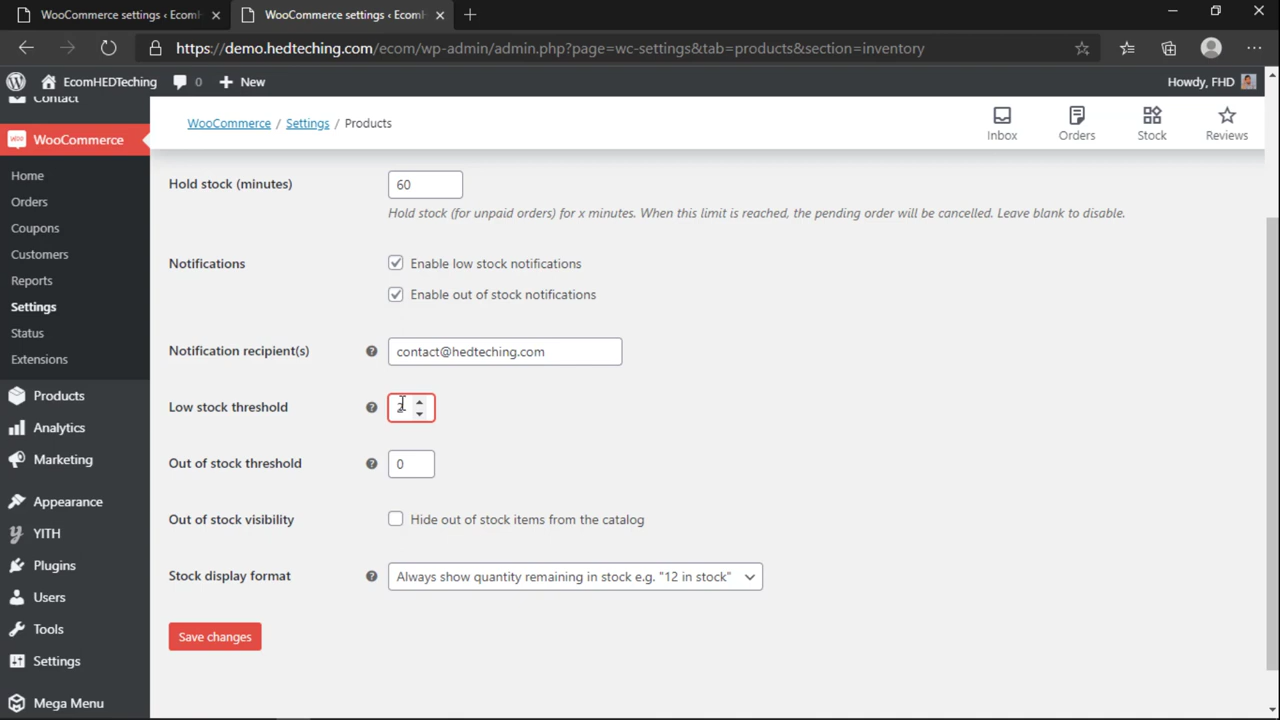 WooCommerce settings ‹ EcomH
WooCommerce settings ‹ EcomH
https://demo.hedteching.com/ecom/wp-admin/admin.php?page=wc-settings&tab=products&section=inventory
EcomHEDTeching 0 New Howdy, FHD
Contact
WooCommerce
Home
Orders
Coupons
Customers
Reports
Settings
Status
Extensions
Products
Analytics
Marketing
Appearance
YITH
Plugins
Users
Tools
Settings
Mega Menu
WooCommerce / Settings / Products
Inbox Orders Stock Reviews
Hold stock (minutes) 60
Hold stock (for unpaid orders) for x minutes. When this limit is reached, the pending order will be cancelled. Leave blank to disable.
Notifications Enable low stock notifications
Enable out of stock notifications
Notification recipient(s) contact@hedteching.com
Low stock threshold 2
Out of stock threshold 0
Out of stock visibility Hide out of stock items from the catalog
Stock display format Always show quantity remaining in stock e.g. "12 in stock"
Save changes